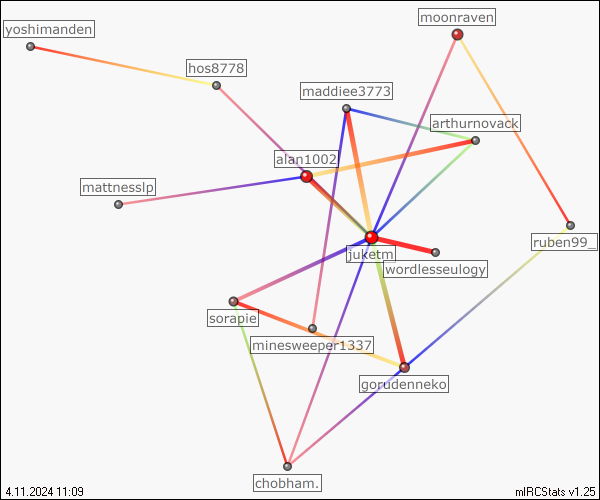 moonraven
yoshimanden
hos8778
maddiee3773
arthurnovack
alan1002
mattnesslp
ruben99_
juketm
wordlesseulogy
sorapie
minesweeper1337
gorudenneko
chobham.
4.11.2024 11:09
mIRCStats v1.25